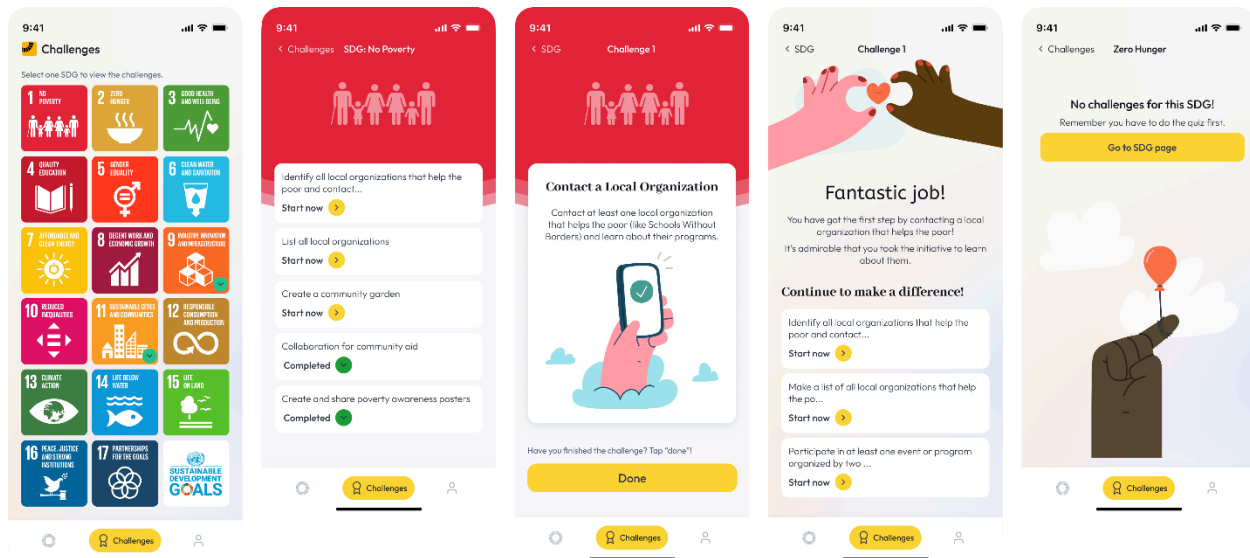 9:41
Challenges
Select one SDG to view the challenges.
1 NO
POVERTY
2 ZERO
HUNGER
3 GOOD HEALTH
AND WELL-BEING
4 QUALITY
EDUCATION
5 GENDER
EQUALITY
6 CLEAN WATER
AND SANITATION
7 AFFORDABLE AND
CLEAN ENERGY
8 DECENT WORK AND
ECONOMIC GROWTH
9 INDUSTRY, INNOVATION
AND INFRASTRUCTURE
10 REDUCED
INEQUALITIES
11 SUSTAINABLE CITIES
AND COMMUNITIES
12 RESPONSIBLE
CONSUMPTION
AND PRODUCTION
13 CLIMATE
ACTION
14 LIFE BELOW
WATER
15 LIFE
ON LAND
16 PEACE, JUSTICE
AND STRONG
INSTITUTIONS
17 PARTNERSHIPS
FOR THE GOALS
SUSTAINABLE
DEVELOPMENT
GOALS
Challenges
9:41
< Challenges SDG: No Poverty
Identify all local organizations that help the
poor and contact...
Start now
List all local organizations
Start now
Create a community garden
Start now
Collaboration for community aid
Completed
Create and share poverty awareness posters
Completed
Challenges
9:41
< SDG Challenge 1
Contact a Local Organization
Contact at least one local organization
that helps the poor (like Schools Without
Borders) and learn about their programs.
Have you finished the challenge? Tap "done"!
Done
Challenges
9:41
< SDG Challenge 1
Fantastic job!
You have got the first step by contacting a local
organization that helps the poor!
It's admirable that you took the initiative to learn
about them.
Continue to make a difference!
Identify all local organizations that help the
poor and contact...
Start now
Make a list of all local organizations that help
the po...
Start now
Participate in at least one event or program
organized by two ...
Start now
Challenges
9:41
< Challenges Zero Hunger
No challenges for this SDG!
Remember you have to do the quiz first.
Go to SDG page
Challenges